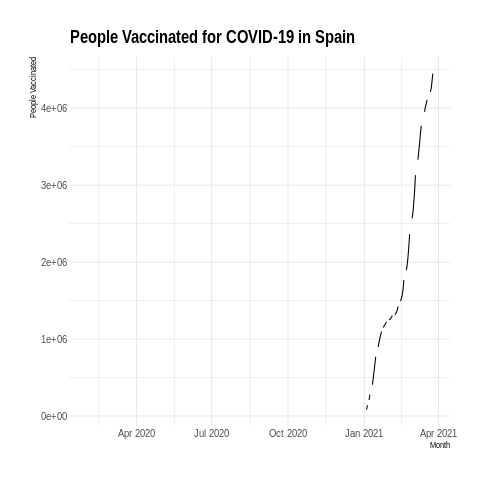 People Vaccinated for COVID-19 in Spain
People Vaccinated
4e+06
3e+06
2e+06
1e+06
0e+00
Apr 2020 Jul 2020 Oct 2020 Jan 2021 Apr 2021
Month